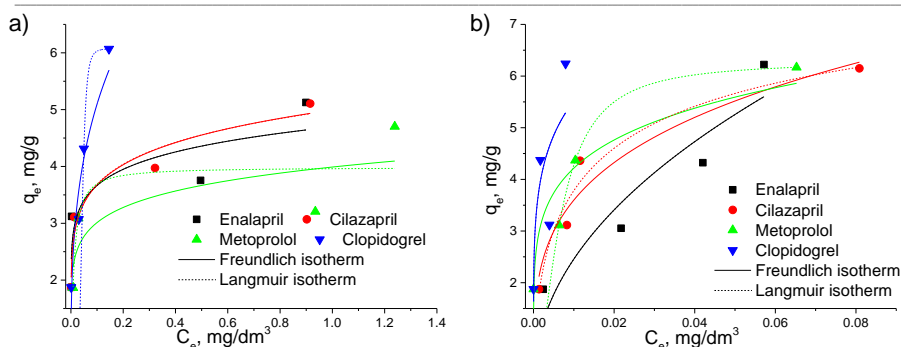 a)
6
5
4
3
2
qe, mg/g
Enalapril
Cilazapril
Metoprolol
Clopidogrel
Freundlich isotherm
Langmuir isotherm
0.0 0.2 0.4 0.6 0.8 1.0 1.2 1.4
Ce, mg/dm³
b)
7
6
5
4
3
2
qe, mg/g
Enalapril
Cilazapril
Metoprolol
Clopidogrel
Freundlich isotherm
Langmuir isotherm
0.00 0.02 0.04 0.06 0.08
Ce, mg/dm³